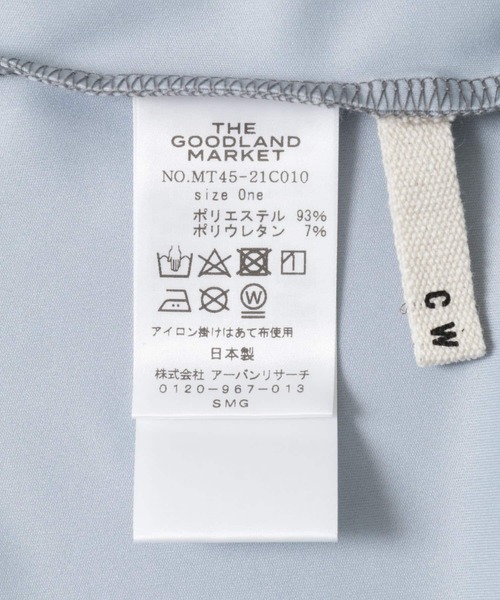 THE
GOODLAND
MARKET
NO.MT45-21C010
size One
ポリエステル 93%
ポリウレタン 7%
W
アイロン掛けはあて布使用
日本製
株式会社 アーバンリサーチ
0120-967-013
SMG
CW